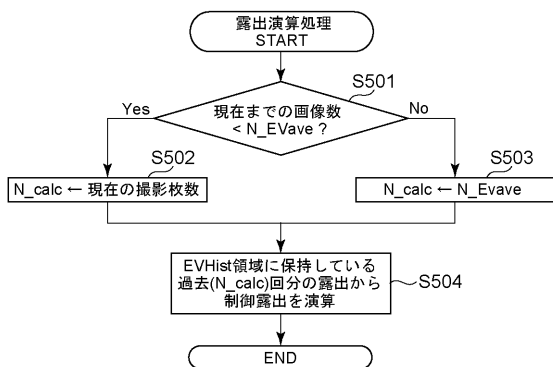 露出演算処理
START
S501
Yes
現在までの画像数
< N_EVave ?
No
S502
N_calc ← 現在の撮影枚数
S503
N_calc ← N_Evave
EVHist領域に保持している
過去(N_calc)回分の露出から
制御露出を演算
S504
END